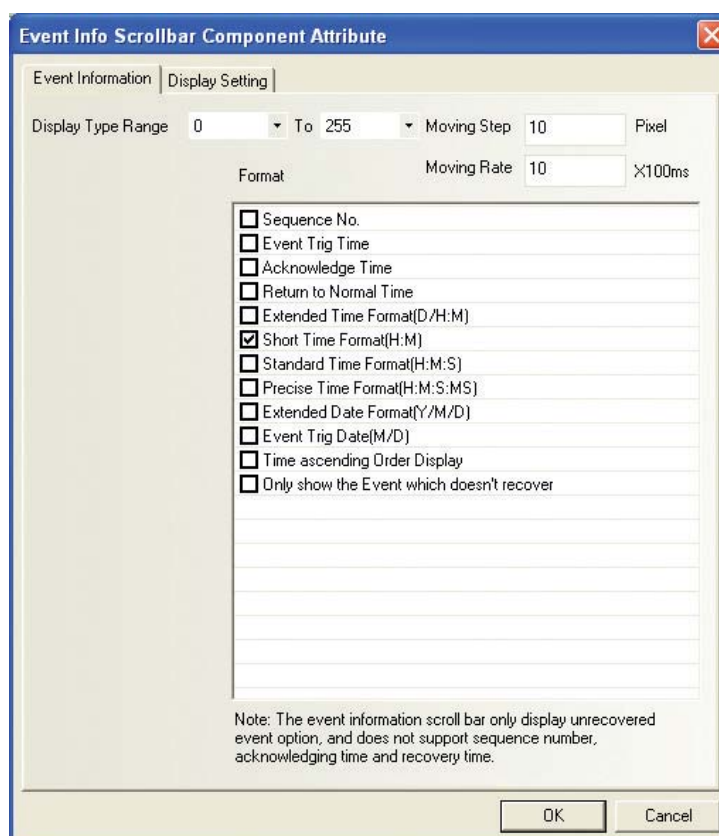 Event Info Scrollbar Component Attribute
Event Information Display Setting
Display Type Range 0 To 255 Moving Step 10 Pixel
Format Moving Rate 10 X100ms
Sequence No.
Event Trig Time
Acknowledge Time
Return to Normal Time
Extended Time Format(D/H:M)
Short Time Format(H:M)
Standard Time Format(H:M:S)
Precise Time Format(H:M:S:MS)
Extended Date Format(Y/M/D)
Event Trig Date(M/D)
Time ascending Order Display
Only show the Event which doesn't recover
Note: The event information scroll bar only display unrecovered
event option, and does not support sequence number,
acknowledging time and recovery time.
OK Cancel